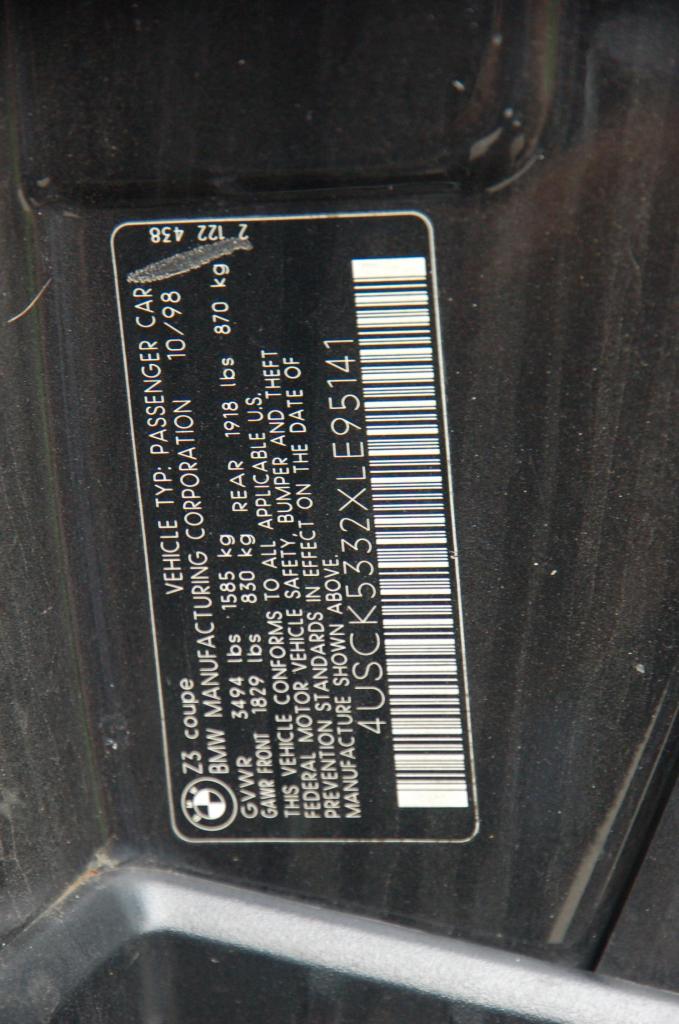 Z3 coupe VEHICLE TYP: PASSENGER CAR
BMW MANUFACTURING CORPORATION 10/98
GVWR 3494 lbs 1585 kg REAR 1918 lbs 870 kg
GAWR FRONT 1829 lbs 830 kg
THIS VEHICLE CONFORMS TO ALL APPLICABLE U.S.
FEDERAL MOTOR VEHICLE SAFETY, BUMPER AND THEFT
PREVENTION STANDARDS IN EFFECT ON THE DATE OF
MANUFACTURE SHOWN ABOVE.
4USCK5332XLE95141
2 122 438